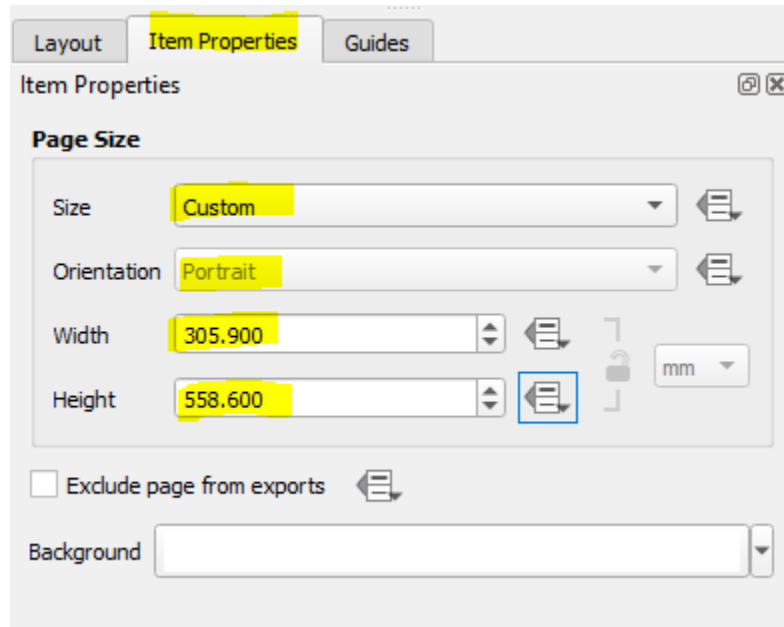 Layout Item Properties Guides
Item Properties
Page Size
Size Custom
Orientation Portrait
Width 305.900
mm
Height 558.600
Exclude page from exports
Background